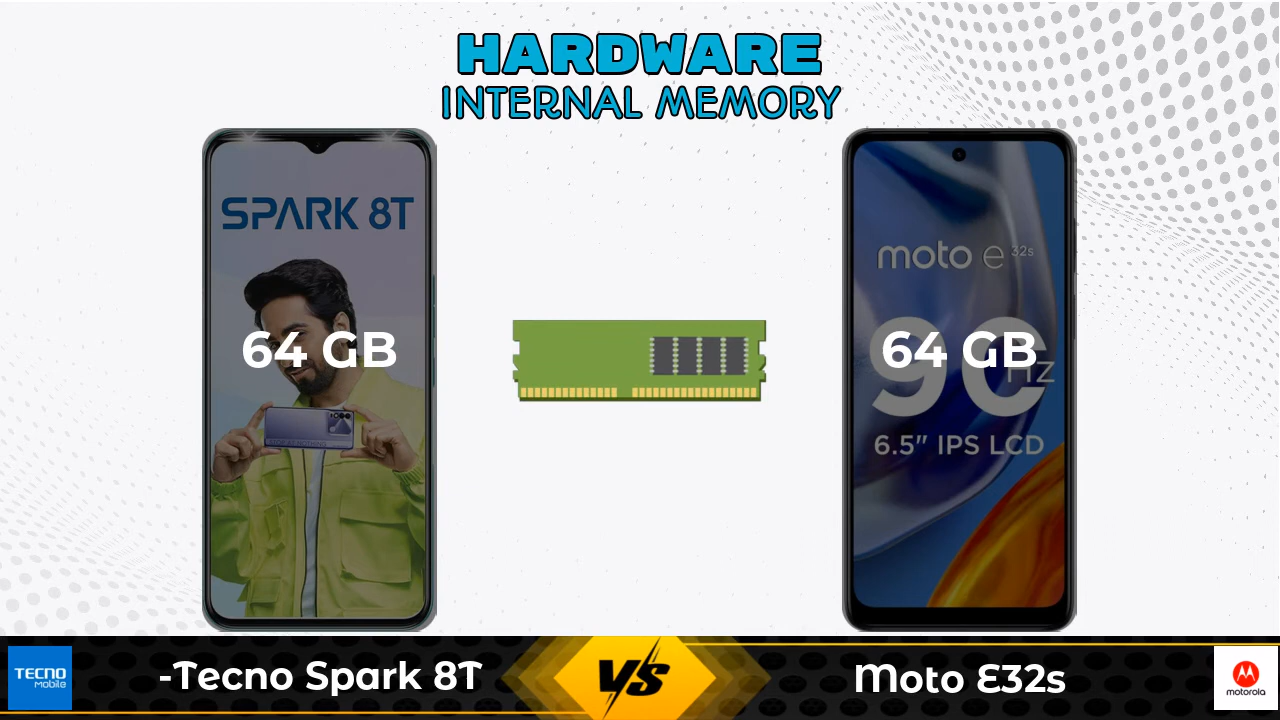 HARDWARE
INTERNAL MEMORY
SPARK 8T
64 GB
moto e 32s
90Hz
64 GB
6.5" IPS LCD
TECNO
mobile
-Tecno Spark 8T
VS
Moto E32s
motorola